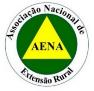 Associação Nacional de
AENA
Extensão Rural